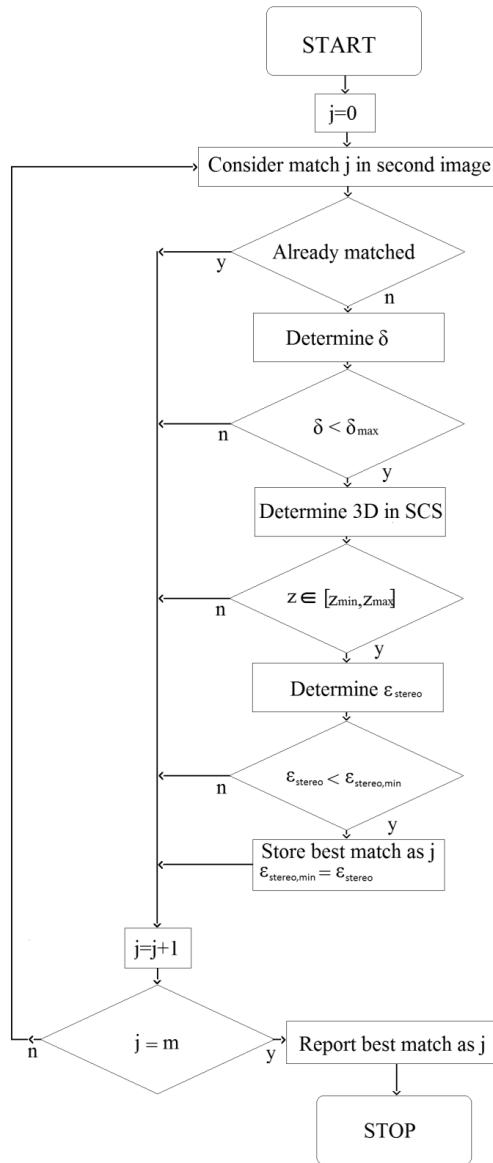 START
j=0
Consider match j in second image
Already matched
y
n
Determine δ
δ < δmax
n
y
Determine 3D in SCS
z ∈ [zmin,zmax]
n
y
Determine εstereo
εstereo < εstereo,min
n
y
Store best match as j
εstereo,min = εstereo
j=j+1
j = m
n
y
Report best match as j
STOP